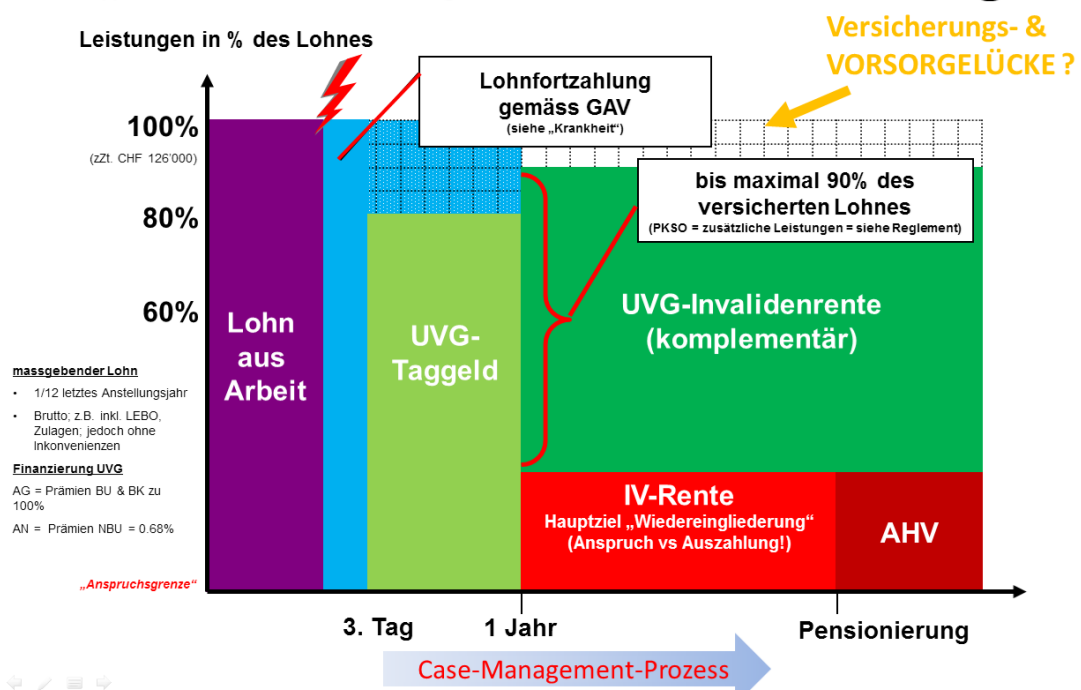 Versicherungs- &
VORSORGELÜCKE ?
Leistungen in % des Lohnes
Lohnfortzahlung
gemäss GAV
(siehe „Krankheit“)
100%
(zZt. CHF 126'000)
bis maximal 90% des
versicherten Lohnes
(PKSO = zusätzliche Leistungen = siehe Reglement)
80%
60%
Lohn
aus
Arbeit
UVG-
Taggeld
UVG-Invalidenrente
(komplementär)
massgebender Lohn
• 1/12 letztes Anstellungsjahr
• Brutto; z.B. inkl. LEBO,
Zulagen; jedoch ohne
Inkonvenienzen
Finanzierung UVG
AG = Prämien BU & BK zu
100%
AN = Prämien NBU = 0.68%
IV-Rente
Hauptziel „Wiedereingliederung“
(Anspruch vs Auszahlung!)
AHV
„Anspruchsgrenze“
3. Tag
1 Jahr
Pensionierung
Case-Management-Prozess